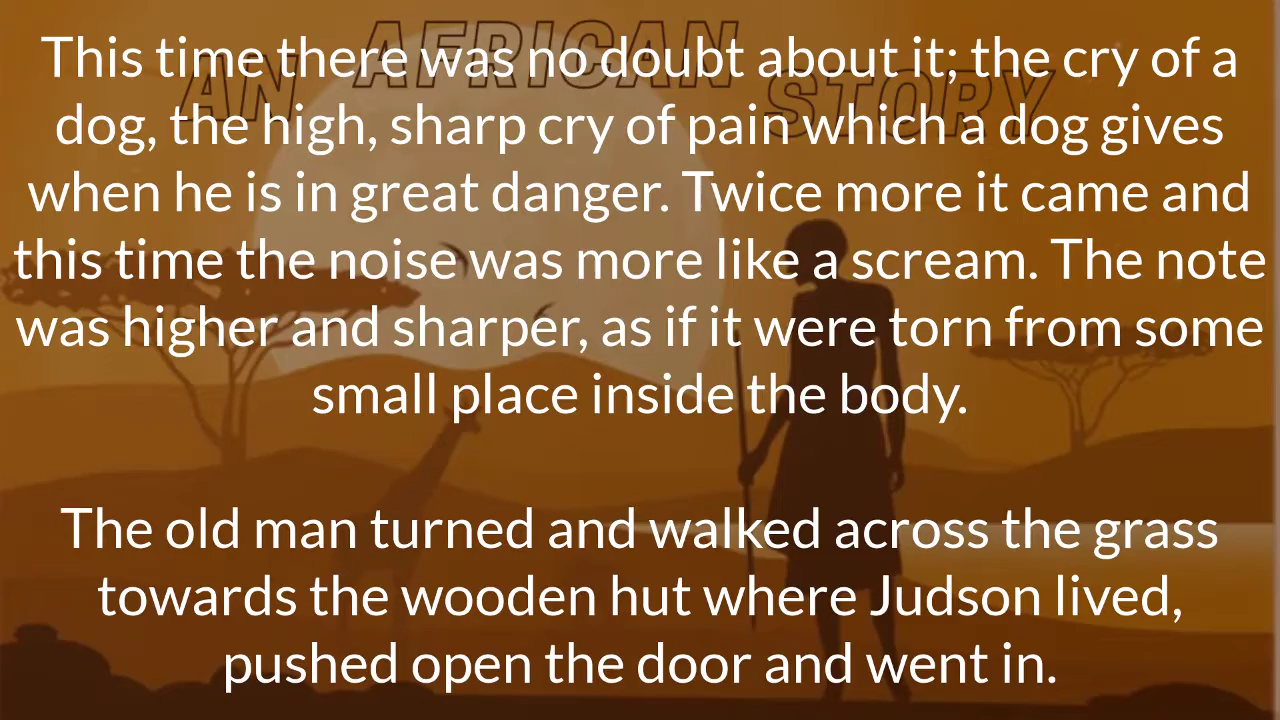 AN AFRICAN STORY
This time there was no doubt about it; the cry of a
dog, the high, sharp cry of pain which a dog gives
when he is in great danger. Twice more it came and
this time the noise was more like a scream. The note
was higher and sharper, as if it were torn from some
small place inside the body.
The old man turned and walked across the grass
towards the wooden hut where Judson lived,
pushed open the door and went in.